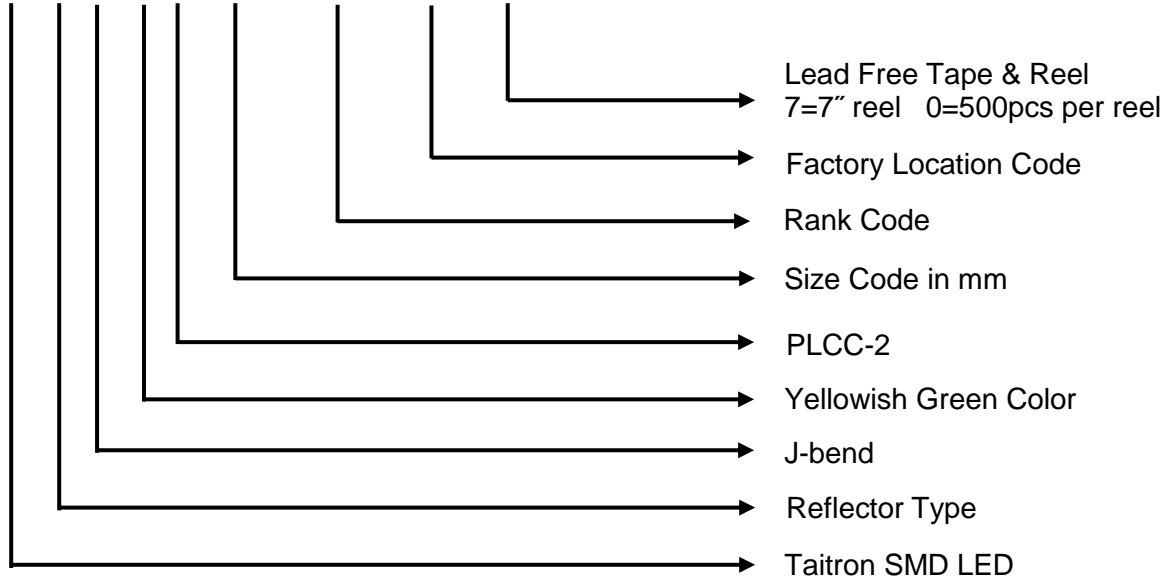 Lead Free Tape & Reel
7=7˝ reel 0=500pcs per reel
Factory Location Code
Rank Code
Size Code in mm
PLCC-2
Yellowish Green Color
J-bend
Reflector Type
Taitron SMD LED